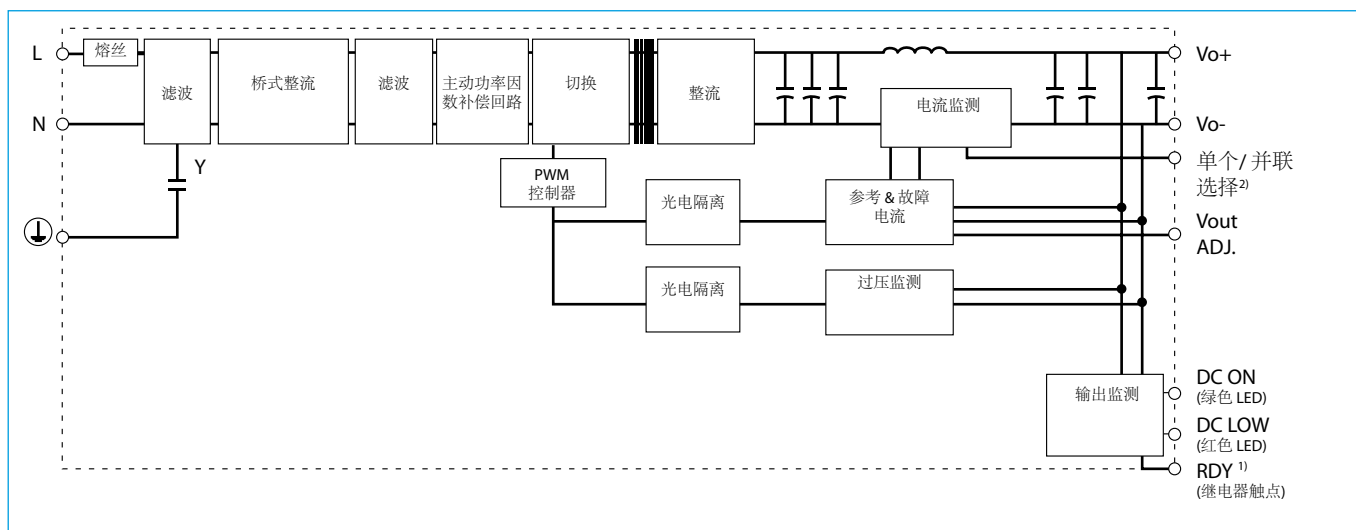 L
熔丝
滤波
桥式整流
滤波
主动功率因
数补偿回路
切换
整流
Vo+
电流监测
N
Vo-
Y
PWM
控制器
单个/ 并联
选择2)
光电隔离
参考 & 故障
电流
Vout
ADJ.
光电隔离
过压监测
输出监测
DC ON
(绿色 LED)
DC LOW
(红色 LED)
RDY 1)
(继电器触点)